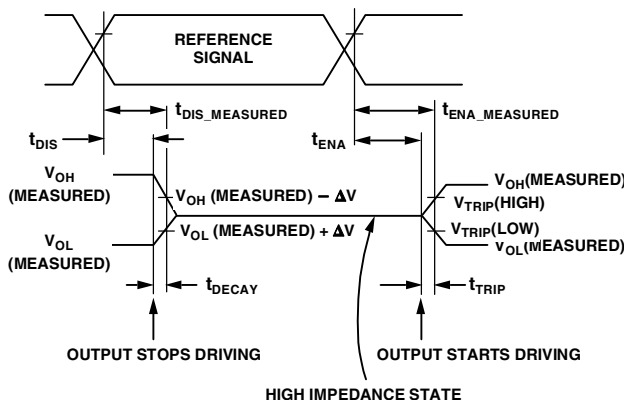 REFERENCE
SIGNAL
tDIS_MEASURED
tENA_MEASURED
tDIS
tENA
VOH
(MEASURED)
VOH (MEASURED) – ΔV
VOH(MEASURED)
VTRIP(HIGH)
VOL
(MEASURED)
VOL (MEASURED) + ΔV
VTRIP(LOW)
VOL(MEASURED)
tDECAY
tTRIP
OUTPUT STOPS DRIVING
OUTPUT STARTS DRIVING
HIGH IMPEDANCE STATE